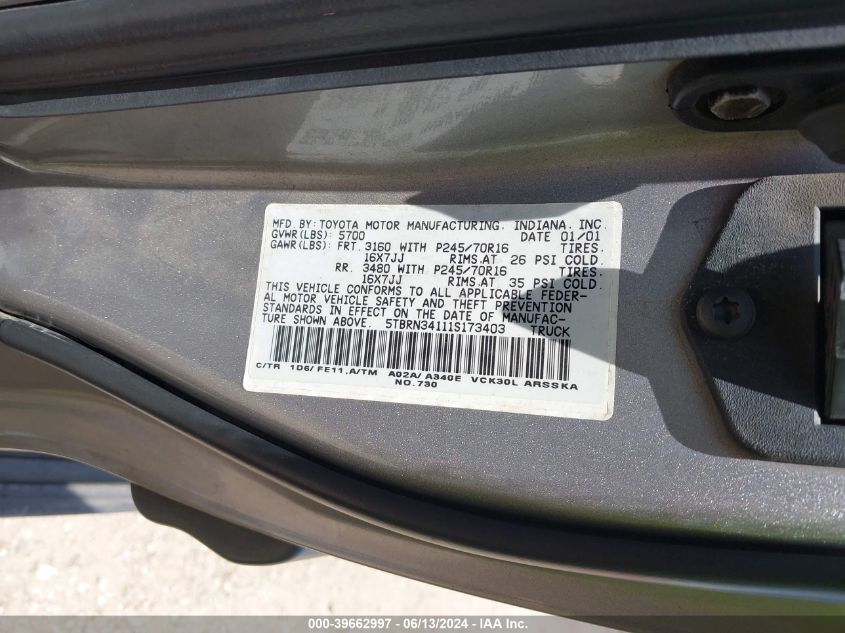 MFD. BY: TOYOTA MOTOR MANUFACTURING, INDIANA, INC.
GVWR(LBS): 5700 DATE 01/01
GAWR(LBS): FRT. 3160 WITH P245/70R16 TIRES,
16X7JJ RIMS,AT 26 PSI COLD.
RR. 3480 WITH P245/70R16 TIRES,
16X7JJ RIMS,AT 35 PSI COLD.
THIS VEHICLE CONFORMS TO ALL APPLICABLE FEDER-
AL MOTOR VEHICLE SAFETY AND THEFT PREVENTION
STANDARDS IN EFFECT ON THE DATE OF MANUFAC-
TURE SHOWN ABOVE. 5TBRN34111S173403 TRUCK
C/TR 1D6/FE11,A/TM A02A/A340E VCK30L ARSSKA
NO.730
000-39662997 - 06/13/2024 - IAA Inc.